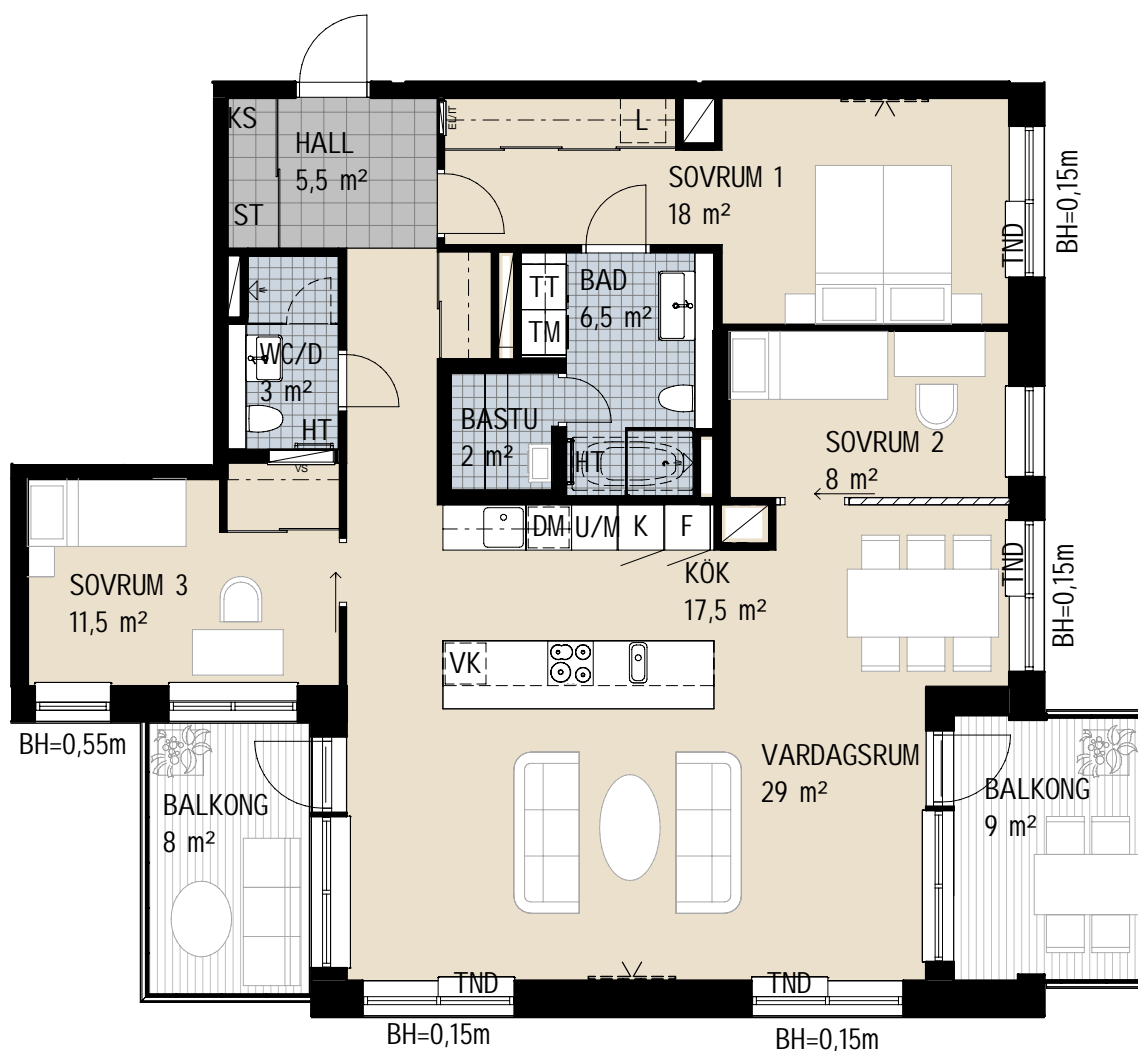 KS
HALL
5,5 m²
ST
EL/IT
L
SOVRUM 1
18 m²
TND
BH=0,15m
TT
TM
BAD
6,5 m²
WC/D
3 m²
HT
VS
BASTU
2 m²
HT
SOVRUM 2
8 m²
DM
U/M
K
F
KÖK
17,5 m²
TND
BH=0,15m
SOVRUM 3
11,5 m²
VK
BH=0,55m
BALKONG
8 m²
VARDAGSRUM
29 m²
BALKONG
9 m²
TND
TND
BH=0,15m
BH=0,15m